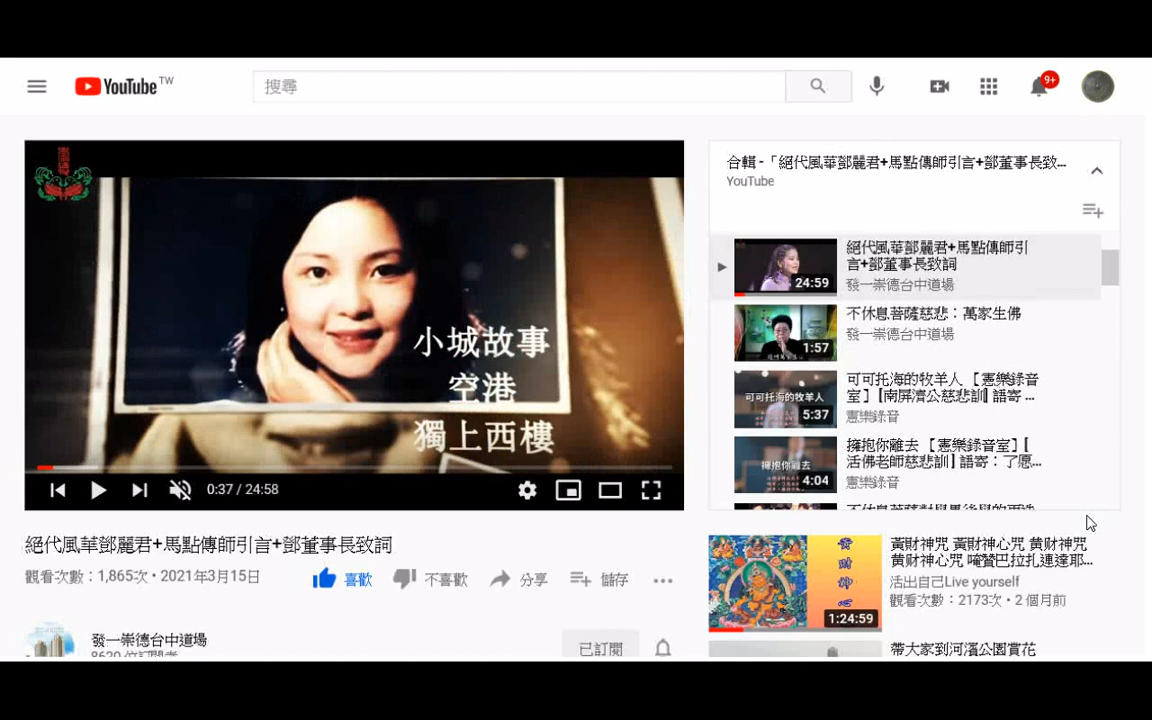 YouTube TW
搜尋
9+
小城故事
空港
獨上西樓
0:37 / 24:58
絕代風華鄧麗君+馬點傳師引言+鄧董事長致詞
觀看次數：1,865次 • 2021年3月15日
喜歡
不喜歡
分享
儲存
發一崇德台中道場
已訂閱
合輯 -「絕代風華鄧麗君+馬點傳師引言+鄧董事長致...
YouTube
24:59
絕代風華鄧麗君+馬點傳師引
言+鄧董事長致詞
發一崇德台中道場
1:57
不休息菩薩慈悲：萬家生佛
發一崇德台中道場
可可托海的牧羊人
5:37
可可托海的牧羊人 【憲樂錄音
室】【南屏濟公慈悲訓】語寄 ...
憲樂錄音
擁抱你離去
4:04
擁抱你離去 【憲樂錄音室】【
活佛老師慈悲訓】語寄：了愿...
憲樂錄音
黃財神心
1:24:59
黃財神咒 黃財神心咒 黄财神咒
黄财神心咒 唵贊巴拉扎連達耶...
活出自己Live yourself
觀看次數：2173次 • 2 個月前
帶大家到河濱公園賞花